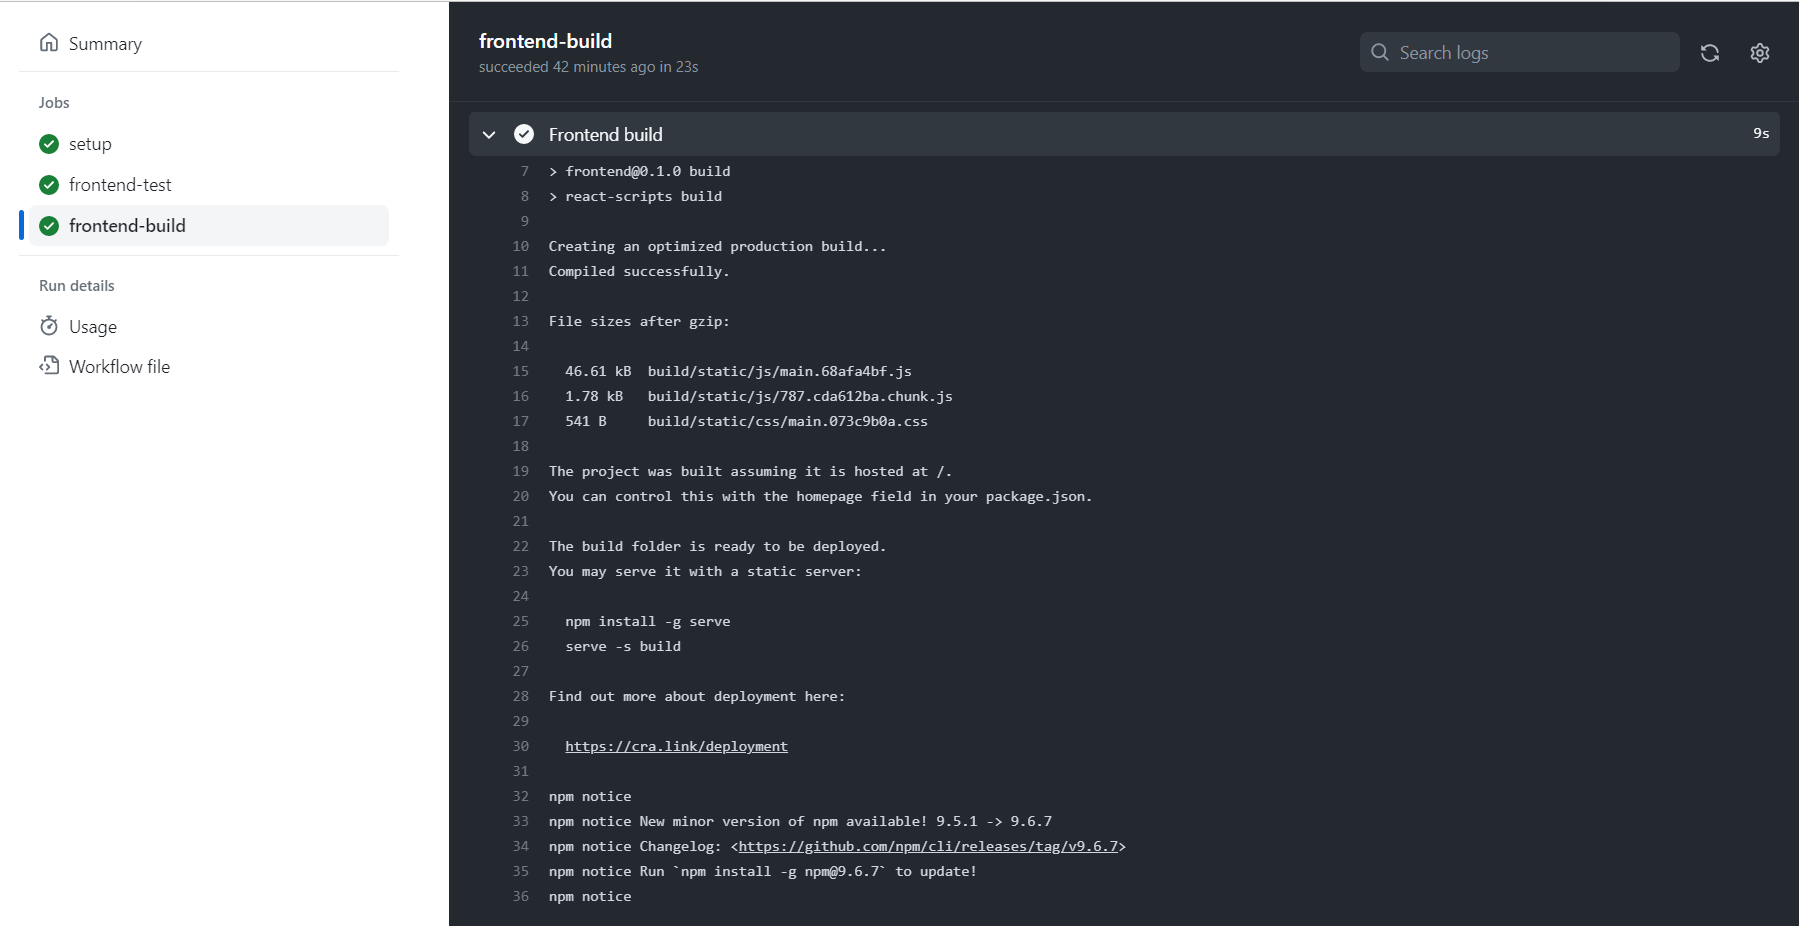 Summary
Jobs
setup
frontend-test
frontend-build
Run details
Usage
Workflow file
frontend-build
succeeded 42 minutes ago in 23s
Search logs
Frontend build 9s
7 > frontend@0.1.0 build
8 > react-scripts build
9
10 Creating an optimized production build...
11 Compiled successfully.
12
13 File sizes after gzip:
14
15 46.61 kB build/static/js/main.68afa4bf.js
16 1.78 kB build/static/js/787.cda612ba.chunk.js
17 541 B build/static/css/main.073c9b0a.css
18
19 The project was built assuming it is hosted at /.
20 You can control this with the homepage field in your package.json.
21
22 The build folder is ready to be deployed.
23 You may serve it with a static server:
24
25 npm install -g serve
26 serve -s build
27
28 Find out more about deployment here:
29
30 https://cra.link/deployment
31
32 npm notice
33 npm notice New minor version of npm available! 9.5.1 -> 9.6.7
34 npm notice Changelog: <https://github.com/npm/cli/releases/tag/v9.6.7>
35 npm notice Run `npm install -g npm@9.6.7` to update!
36 npm notice